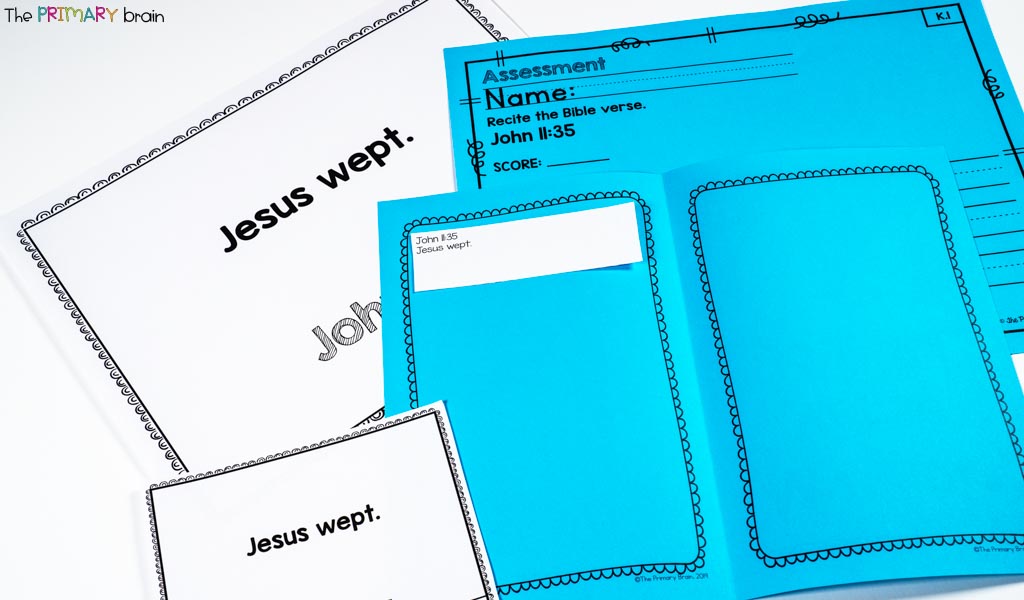 The PRIMARY brain
Jesus wept.
Joh
K.1
Assessment
Name:
Recite the Bible verse.
John 11:35
SCORE:
John 11:35
Jesus wept.
Jesus wept.
©The Primary Brain, 2019
©The Primary Brain
© The P